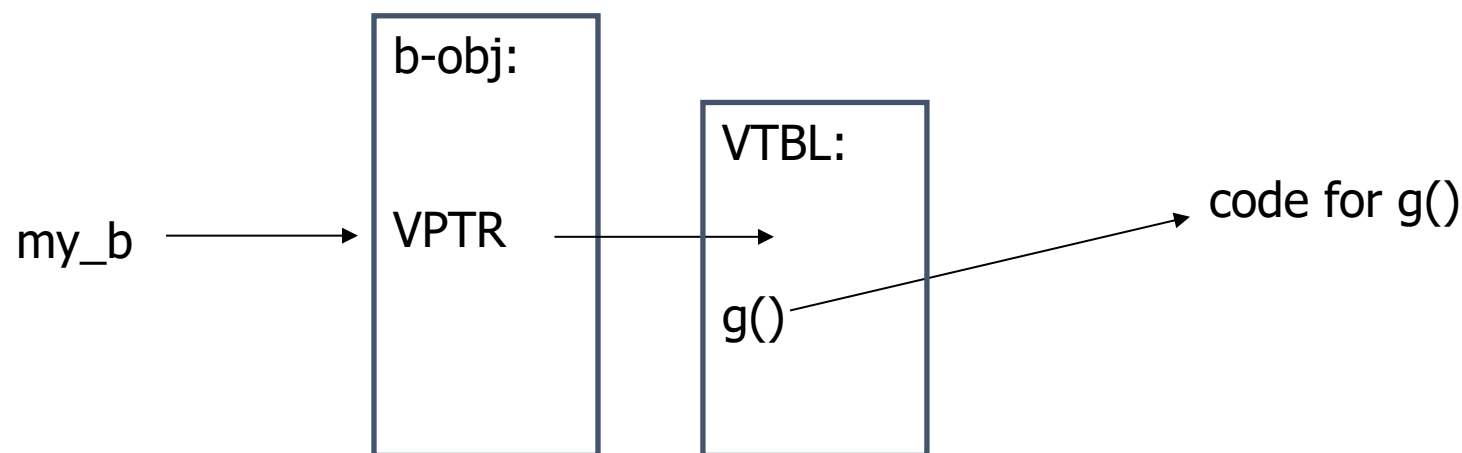 b-obj:
VTBL:
my_b
VPTR
code for g()
g()